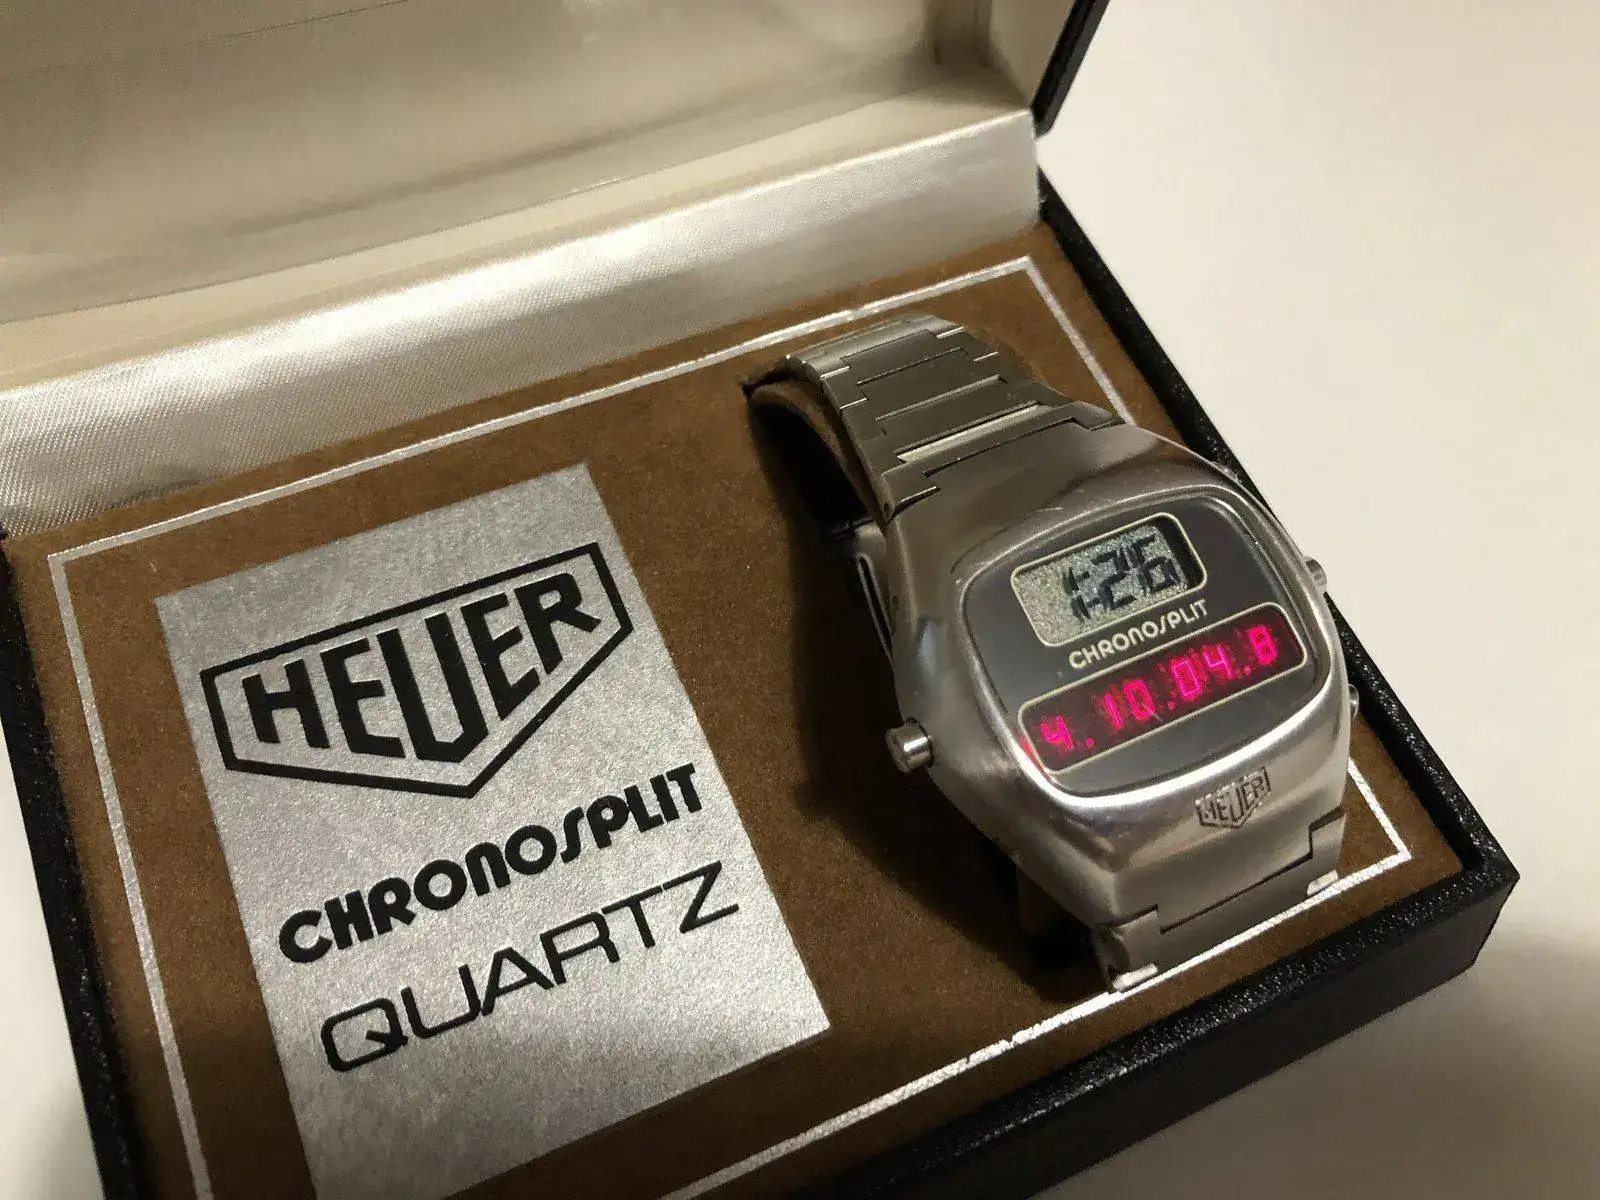 HEUER
CHRONOSPLIT
QUARTZ
1:26
CHRONOSPLIT
4. 10.04.8
HEUER